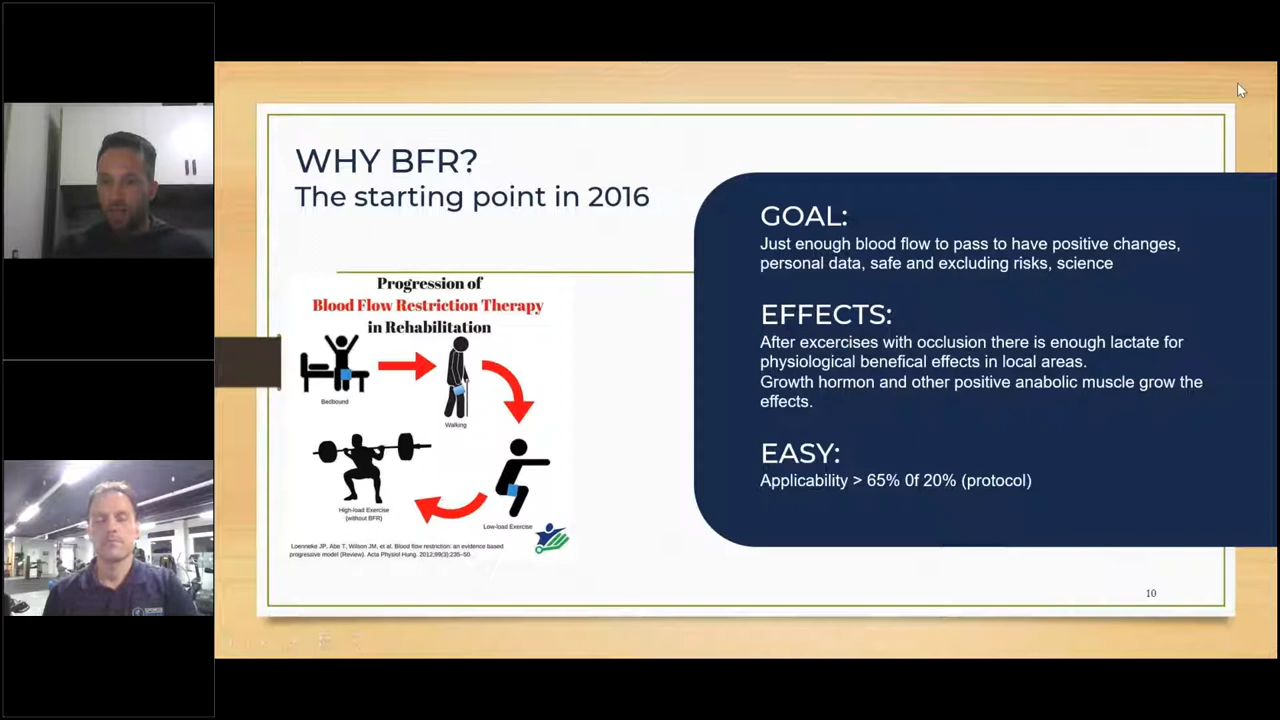 WHY BFR?
The starting point in 2016
Progression of
Blood Flow Restriction Therapy
in Rehabilitation
Bedbound
Walking
High-load Exercise
(without BFR)
Low-load Exercise
Loenneke JP, Abe T, Wilson JM, et al. Blood flow restriction: an evidence based
progressive model (Review). Acta Physiol Hung. 2012;99(3):235–50
GOAL:
Just enough blood flow to pass to have positive changes,
personal data, safe and excluding risks, science
EFFECTS:
After excercises with occlusion there is enough lactate for
physiological benefical effects in local areas.
Growth hormon and other positive anabolic muscle grow the
effects.
EASY:
Applicability > 65% 0f 20% (protocol)
10
SPORTS